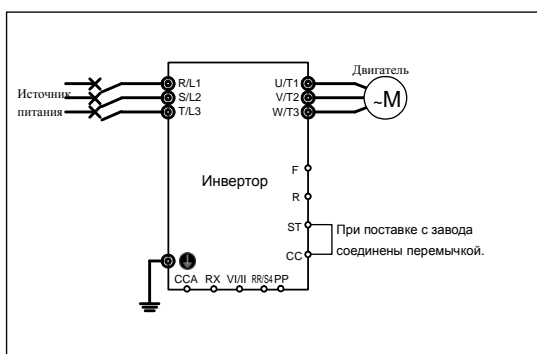 Двигатель
Источник
питания
R/L1
S/L2
T/L3
U/T1
V/T2
W/T3
~M
Инвертор
F
R
ST
CC
При поставке с завода
соединены перемычкой.
CCA RX VI/II RR/S4 PP